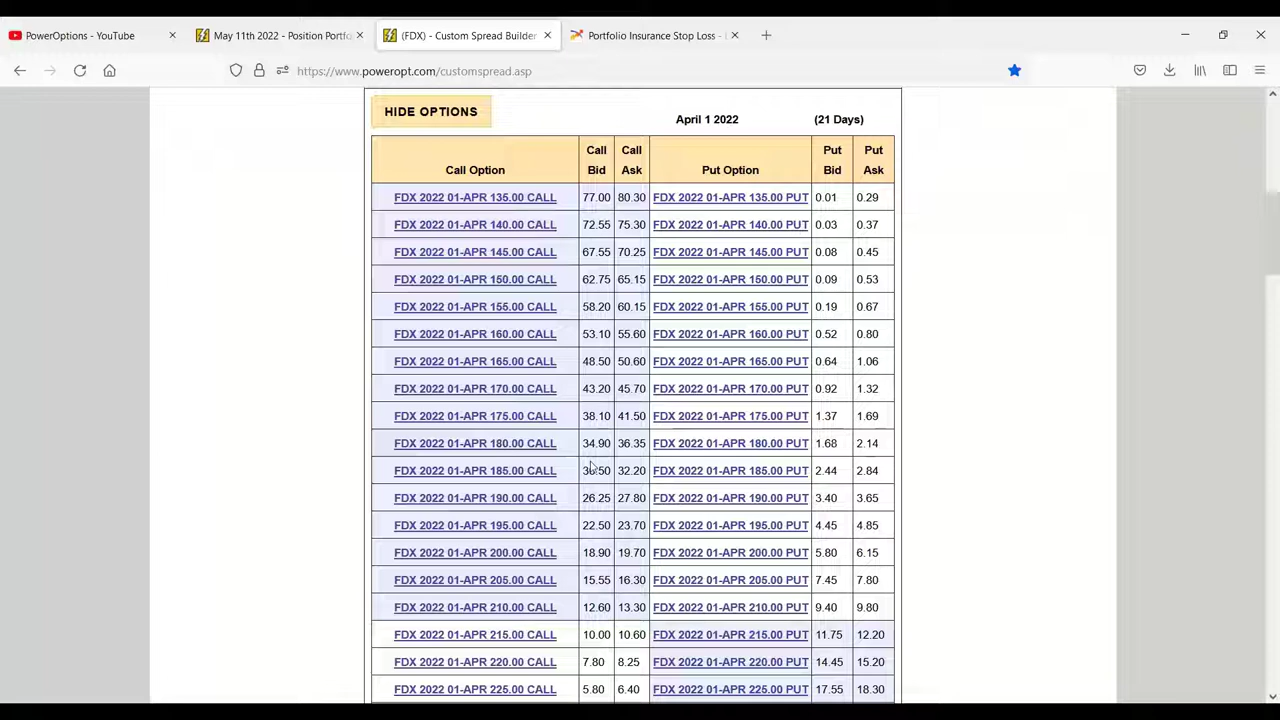 PowerOptions - YouTube
May 11th 2022 - Position Portfo
(FDX) - Custom Spread Builder
Portfolio Insurance Stop Loss -
https://www.poweropt.com/customspread.asp
HIDE OPTIONS
April 1 2022 (21 Days)
Call Option Call Bid Call Ask Put Option Put Bid Put Ask
FDX 2022 01-APR 135.00 CALL 77.00 80.30 FDX 2022 01-APR 135.00 PUT 0.01 0.29
FDX 2022 01-APR 140.00 CALL 72.55 75.30 FDX 2022 01-APR 140.00 PUT 0.03 0.37
FDX 2022 01-APR 145.00 CALL 67.55 70.25 FDX 2022 01-APR 145.00 PUT 0.08 0.45
FDX 2022 01-APR 150.00 CALL 62.75 65.15 FDX 2022 01-APR 150.00 PUT 0.09 0.53
FDX 2022 01-APR 155.00 CALL 58.20 60.15 FDX 2022 01-APR 155.00 PUT 0.19 0.67
FDX 2022 01-APR 160.00 CALL 53.10 55.60 FDX 2022 01-APR 160.00 PUT 0.52 0.80
FDX 2022 01-APR 165.00 CALL 48.50 50.60 FDX 2022 01-APR 165.00 PUT 0.64 1.06
FDX 2022 01-APR 170.00 CALL 43.20 45.70 FDX 2022 01-APR 170.00 PUT 0.92 1.32
FDX 2022 01-APR 175.00 CALL 38.10 41.50 FDX 2022 01-APR 175.00 PUT 1.37 1.69
FDX 2022 01-APR 180.00 CALL 34.90 36.35 FDX 2022 01-APR 180.00 PUT 1.68 2.14
FDX 2022 01-APR 185.00 CALL 32.20 FDX 2022 01-APR 185.00 PUT 2.44 2.84
FDX 2022 01-APR 190.00 CALL 26.25 27.80 FDX 2022 01-APR 190.00 PUT 3.40 3.65
FDX 2022 01-APR 195.00 CALL 22.50 23.70 FDX 2022 01-APR 195.00 PUT 4.45 4.85
FDX 2022 01-APR 200.00 CALL 18.90 19.70 FDX 2022 01-APR 200.00 PUT 5.80 6.15
FDX 2022 01-APR 205.00 CALL 15.55 16.30 FDX 2022 01-APR 205.00 PUT 7.45 7.80
FDX 2022 01-APR 210.00 CALL 12.60 13.30 FDX 2022 01-APR 210.00 PUT 9.40 9.80
FDX 2022 01-APR 215.00 CALL 10.00 10.60 FDX 2022 01-APR 215.00 PUT 11.75 12.20
FDX 2022 01-APR 220.00 CALL 7.80 8.25 FDX 2022 01-APR 220.00 PUT 14.45 15.20
FDX 2022 01-APR 225.00 CALL 5.80 6.40 FDX 2022 01-APR 225.00 PUT 17.55 18.30